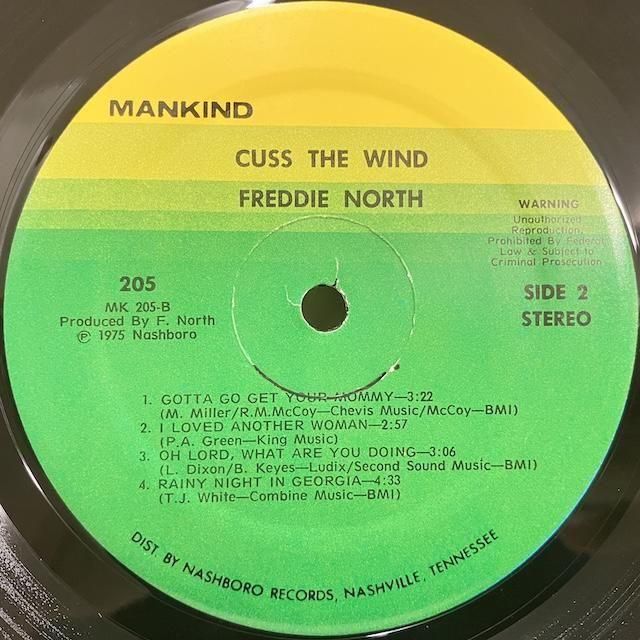 MANKIND
CUSS THE WIND
FREDDIE NORTH
WARNING
Unauthorized
Reproduction,
Prohibited By Federal
Law & Subject to
Criminal Prosecution
205
MK 205-B
Produced By F. North
℗ 1975 Nashboro
SIDE 2
STEREO
1. GOTTA GO GET YOUR MOMMY—3:22
(M. Miller/R.M.McCoy—Chevis Music/McCoy—BMI)
2. I LOVED ANOTHER WOMAN—2:57
(P.A. Green—King Music)
3. OH LORD, WHAT ARE YOU DOING—3:06
(L. Dixon/B. Keyes—Ludix/Second Sound Music—BMI)
4. RAINY NIGHT IN GEORGIA—4:33
(T.J. White—Combine Music—BMI)
DIST. BY NASHBORO RECORDS, NASHVILLE, TENNESSEE